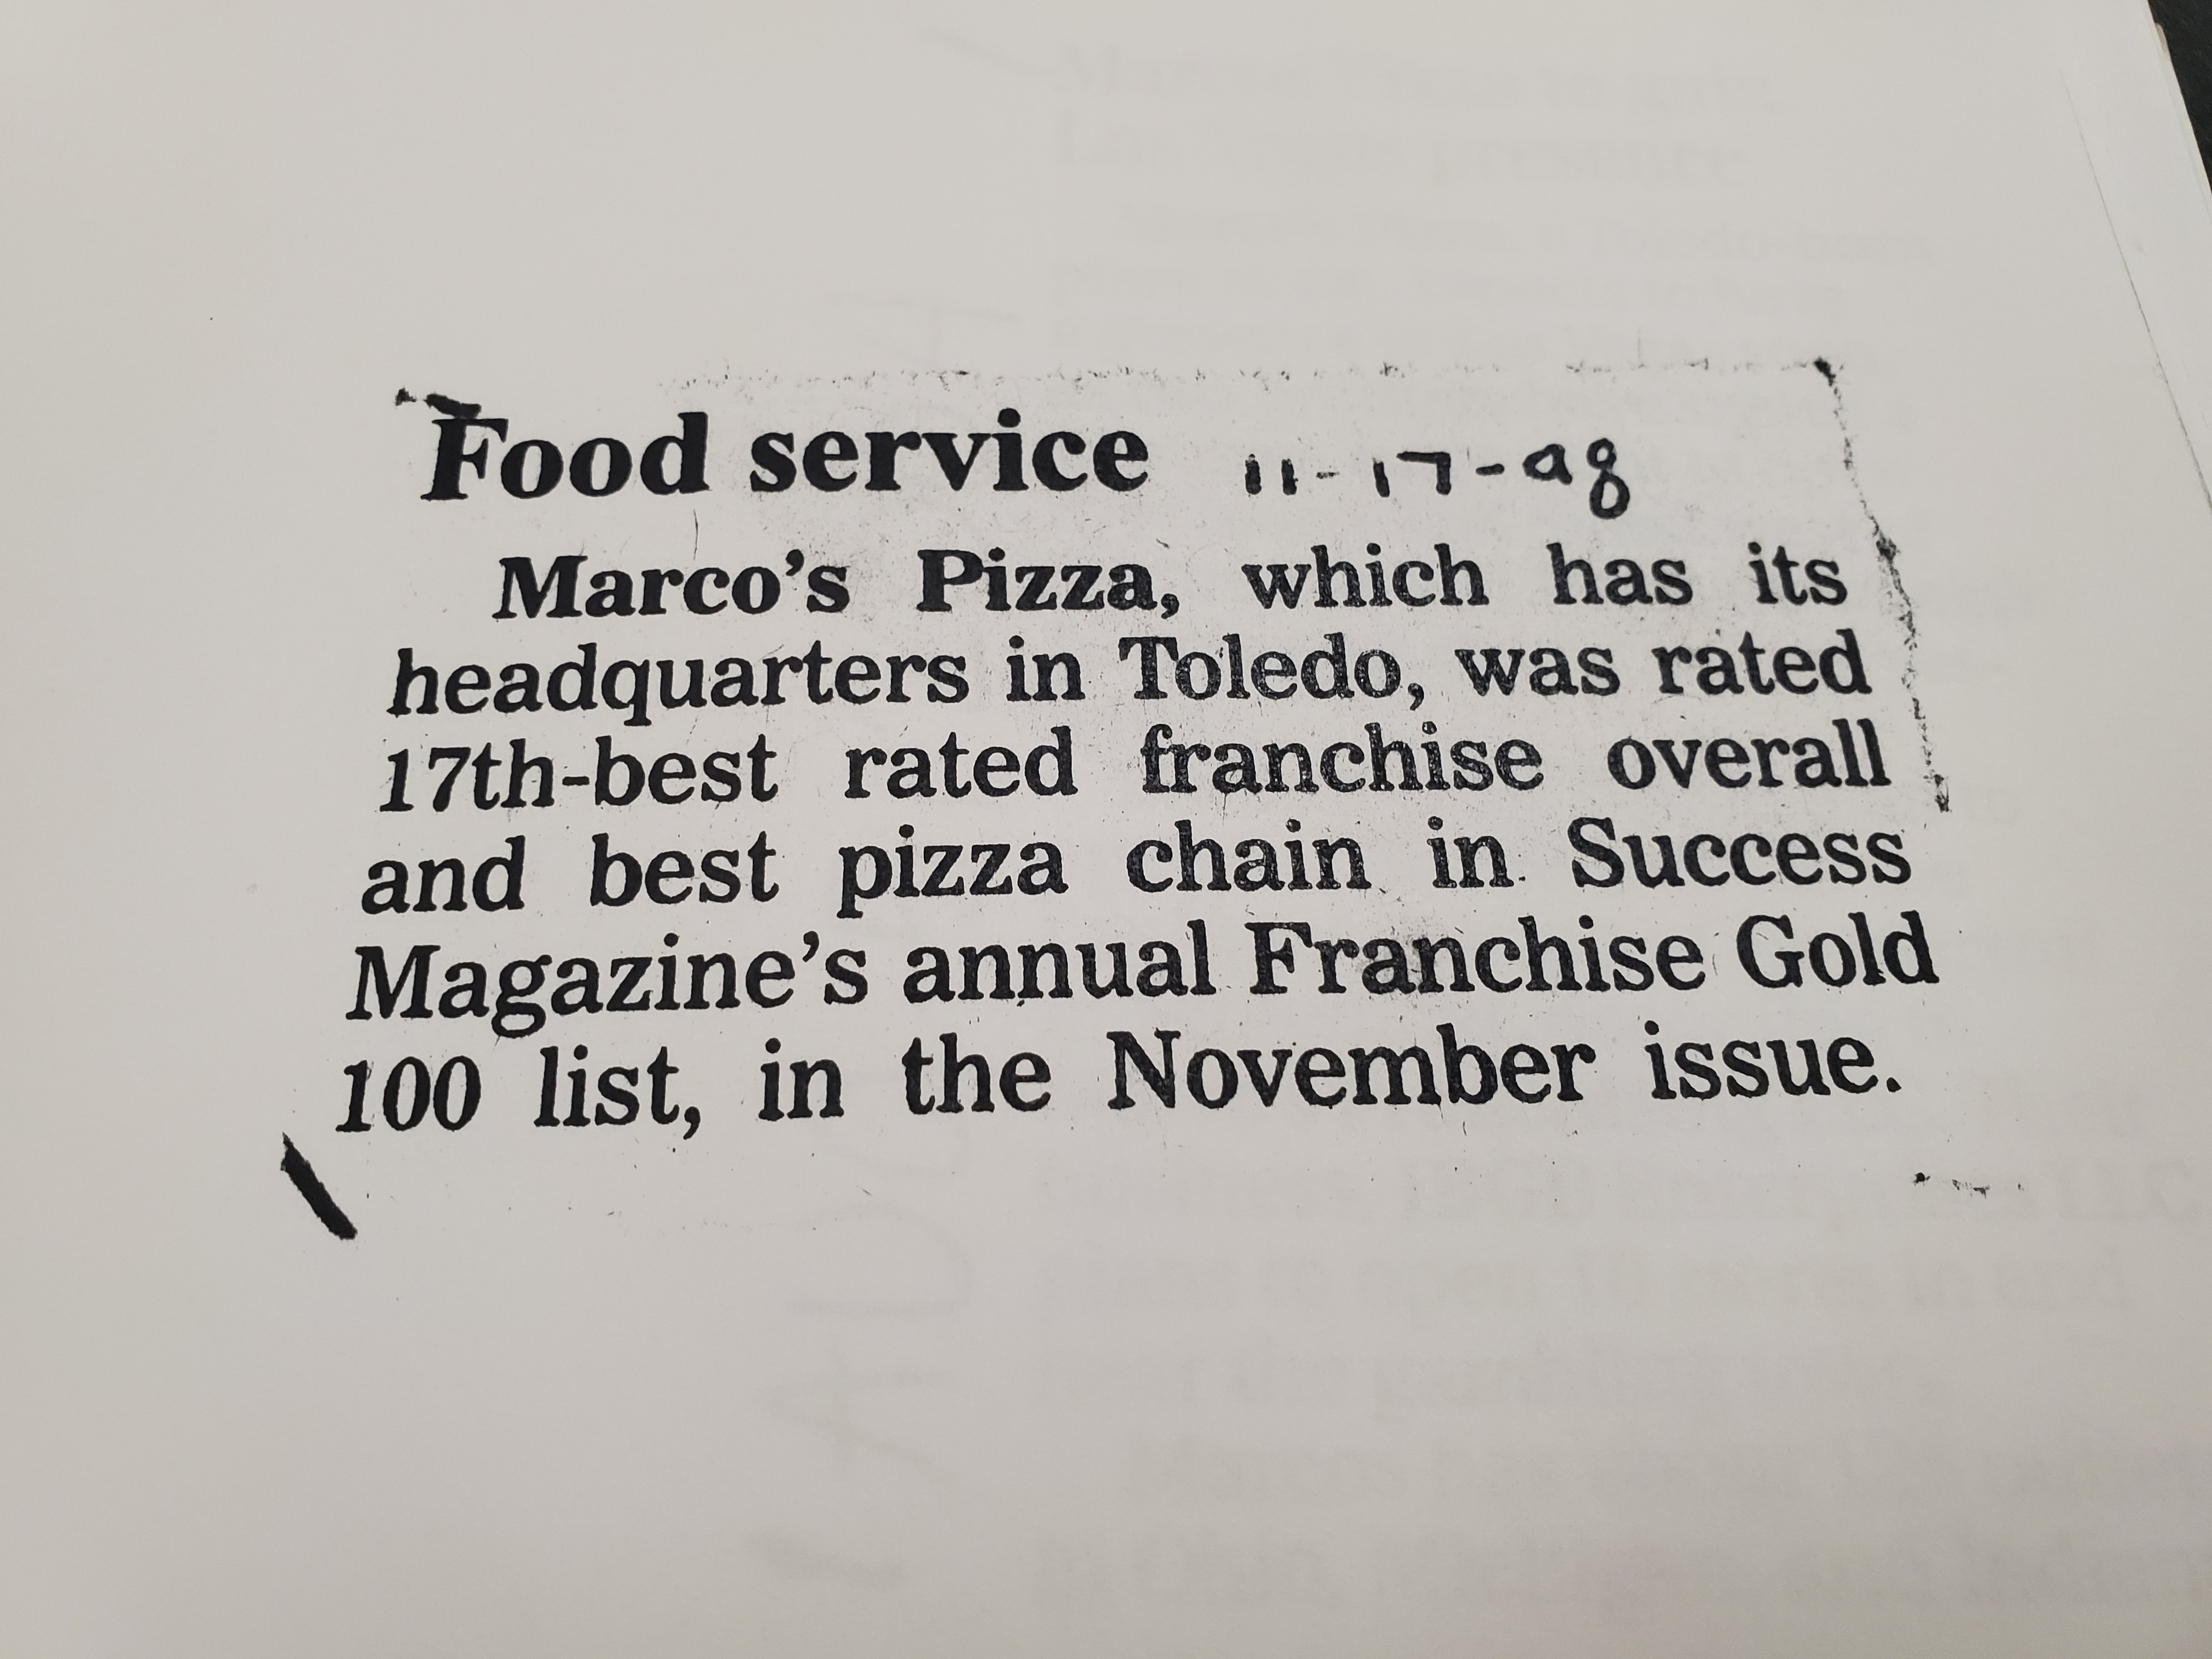 Food service 11-17-98
Marco's Pizza, which has its
headquarters in Toledo, was rated
17th-best rated franchise overall
and best pizza chain in Success
Magazine's annual Franchise Gold
100 list, in the November issue.